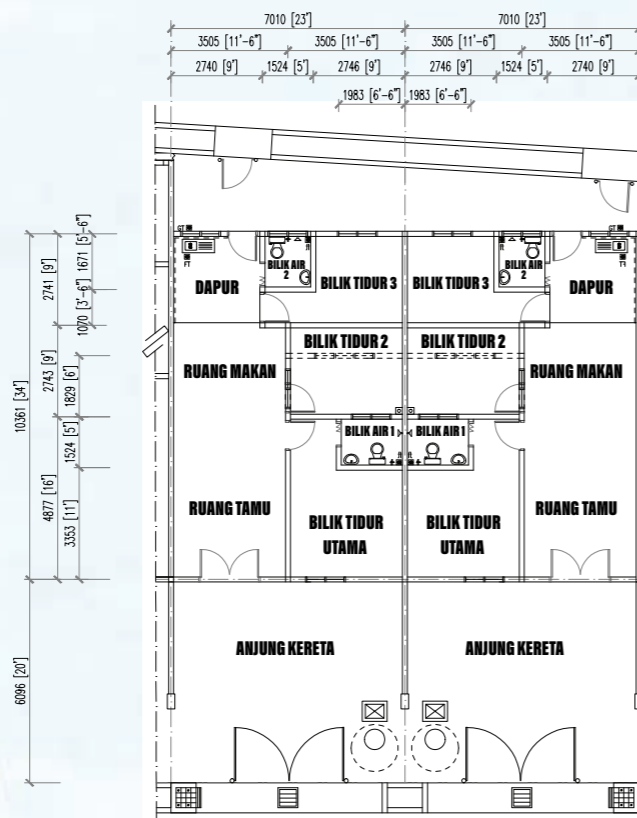 7010 [23'] 7010 [23']
3505 [11'-6"] 3505 [11'-6"] 3505 [11'-6"] 3505 [11'-6"]
2740 [9'] 1524 [5'] 2746 [9'] 2746 [9'] 1524 [5'] 2740 [9']
1983 [6'-6"] 1983 [6'-6"]
10361 [34']
6096 [20']
2741 [9']
2743 [9']
4877 [16']
1671 [5'-6"]
1070 [3'-6"]
1829 [6']
1524 [5']
3353 [11']
GT GT
FT FT
BILIK AIR
2
BILIK AIR
2
DAPUR BILIK TIDUR 3 BILIK TIDUR 3 DAPUR
BILIK TIDUR 2 BILIK TIDUR 2
RUANG MAKAN RUANG MAKAN
BILIK AIR 1 BILIK AIR 1
RUANG TAMU RUANG TAMU
BILIK TIDUR
UTAMA
BILIK TIDUR
UTAMA
ANJUNG KERETA ANJUNG KERETA